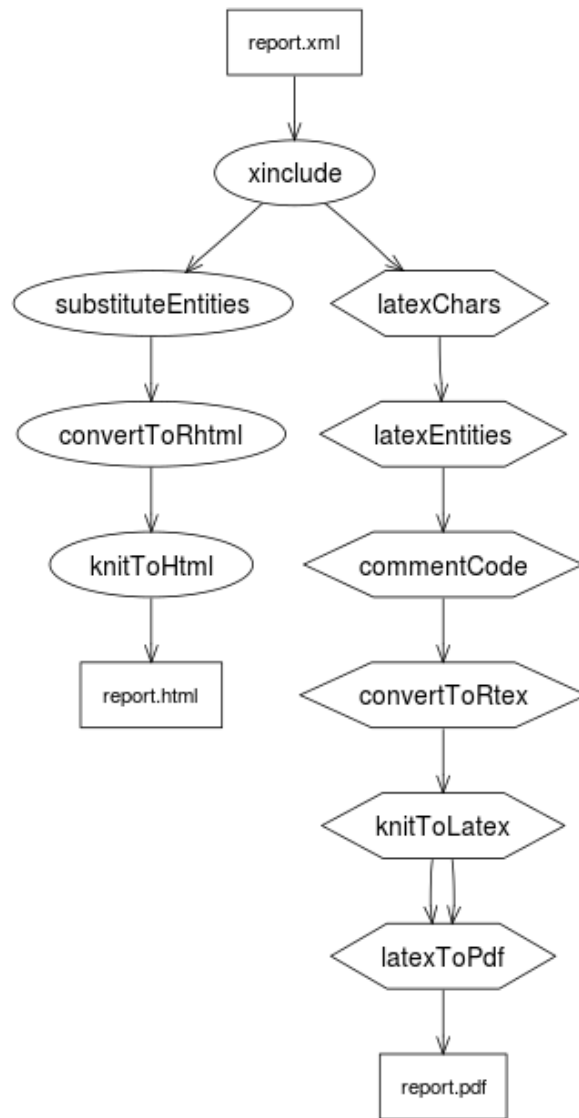 report.xml
xinclude
substituteEntities
latexChars
convertToRhtml
latexEntities
knitToHtml
commentCode
report.html
convertToRtex
knitToLatex
latexToPdf
report.pdf